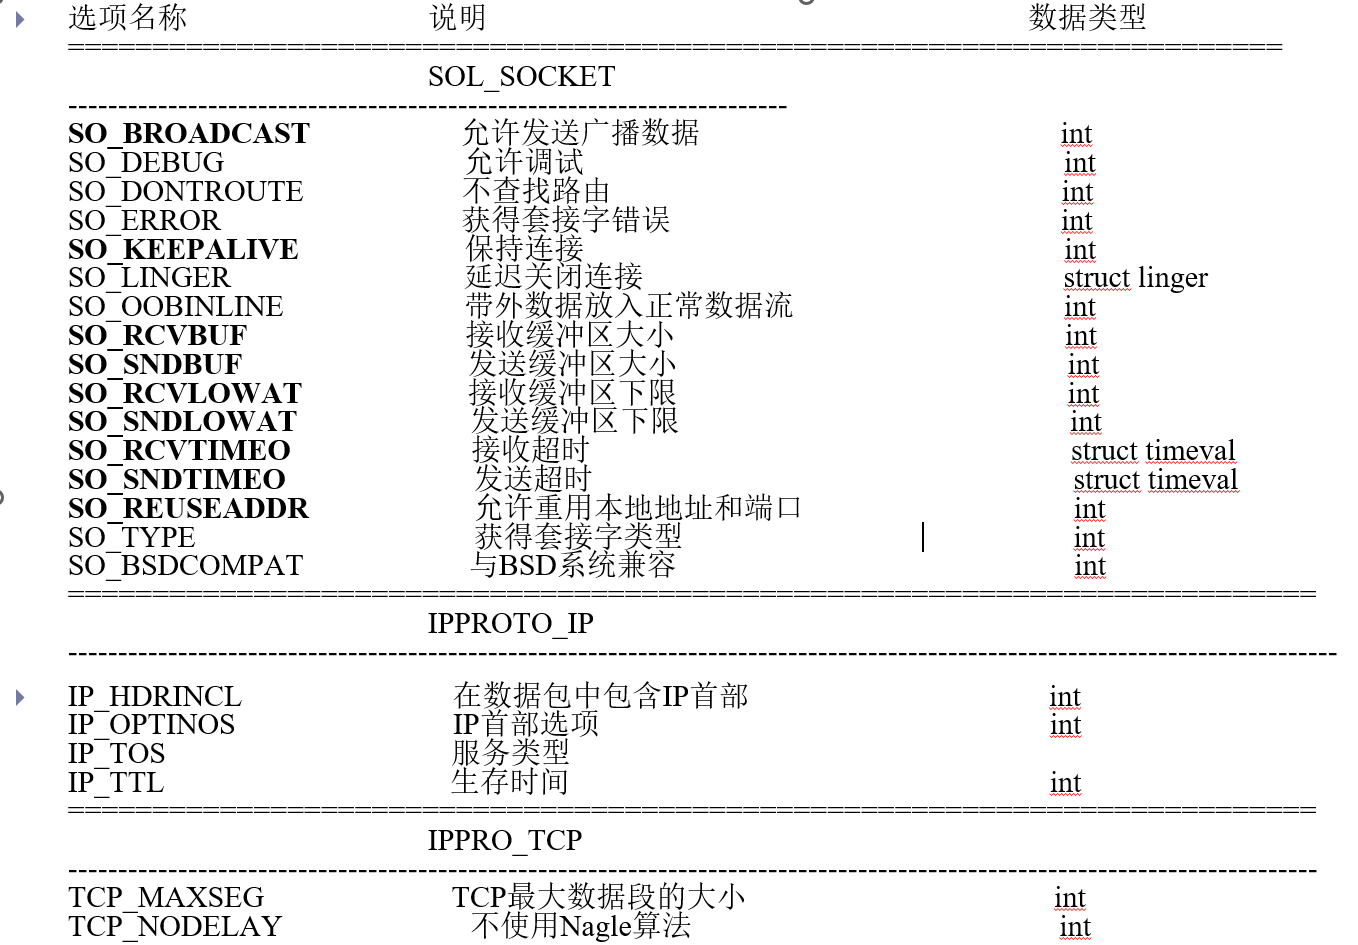 选项名称 说明 数据类型
========================================================================
SOL_SOCKET
------------------------------------------------------------------------
SO_BROADCAST 允许发送广播数据 int
SO_DEBUG 允许调试 int
SO_DONTROUTE 不查找路由 int
SO_ERROR 获得套接字错误 int
SO_KEEPALIVE 保持连接 int
SO_LINGER 延迟关闭连接 struct linger
SO_OOBINLINE 带外数据放入正常数据流 int
SO_RCVBUF 接收缓冲区大小 int
SO_SNDBUF 发送缓冲区大小 int
SO_RCVLOWAT 接收缓冲区下限 int
SO_SNDLOWAT 发送缓冲区下限 int
SO_RCVTIMEO 接收超时 struct timeval
SO_SNDTIMEO 发送超时 struct timeval
SO_REUSEADDR 允许重用本地地址和端口 int
SO_TYPE 获得套接字类型 int
SO_BSDCOMPAT 与BSD系统兼容 int
==========================================================================
IPPROTO_IP
-------------------------------------------------------------------------------------------------------------------------------
IP_HDRINCL 在数据包中包含IP首部 int
IP_OPTINOS IP首部选项 int
IP_TOS 服务类型
IP_TTL 生存时间 int
==========================================================================
IPPRO_TCP
-----------------------------------------------------------------------------------------------------------------------------
TCP_MAXSEG TCP最大数据段的大小 int
TCP_NODELAY 不使用Nagle算法 int